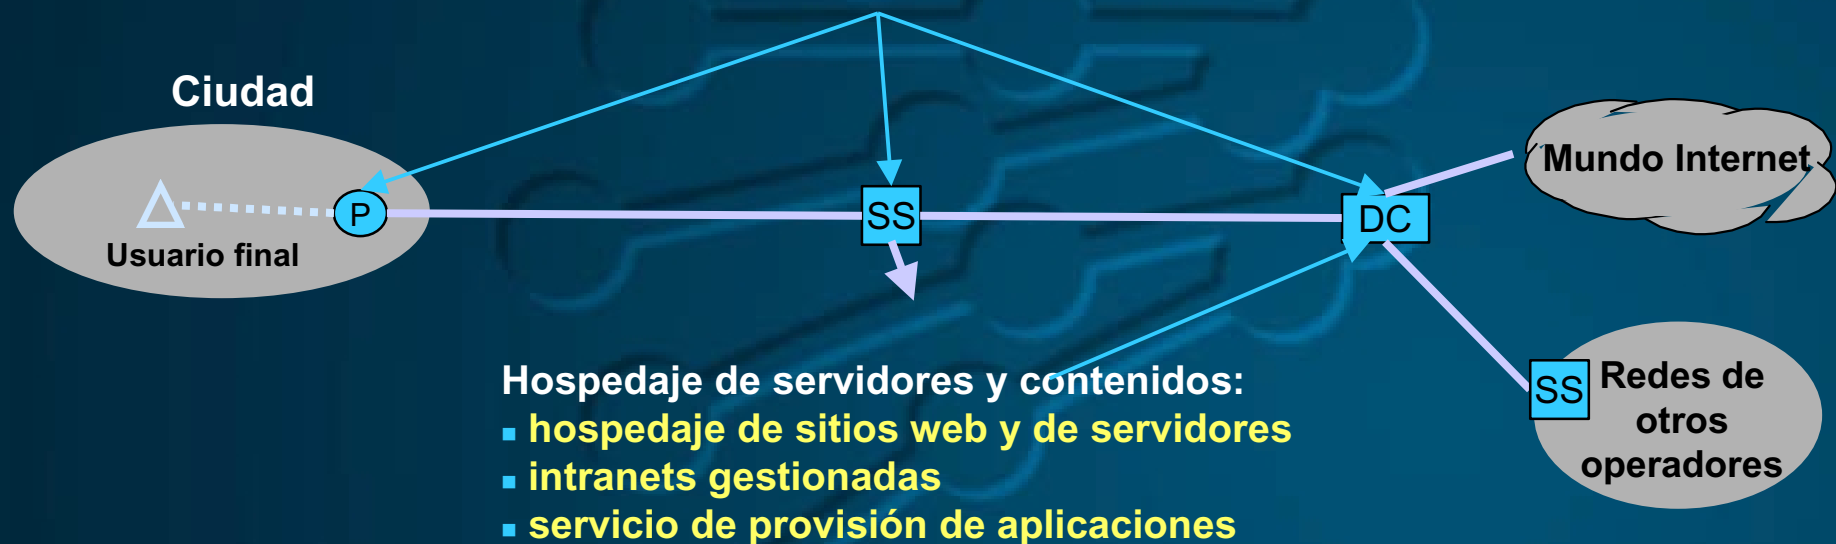 Ciudad
Usuario final
P
SS
DC
Mundo Internet
SS
Redes de
otros
operadores
Hospedaje de servidores y contenidos:
hospedaje de sitios web y de servidores
intranets gestionadas
servicio de provisión de aplicaciones